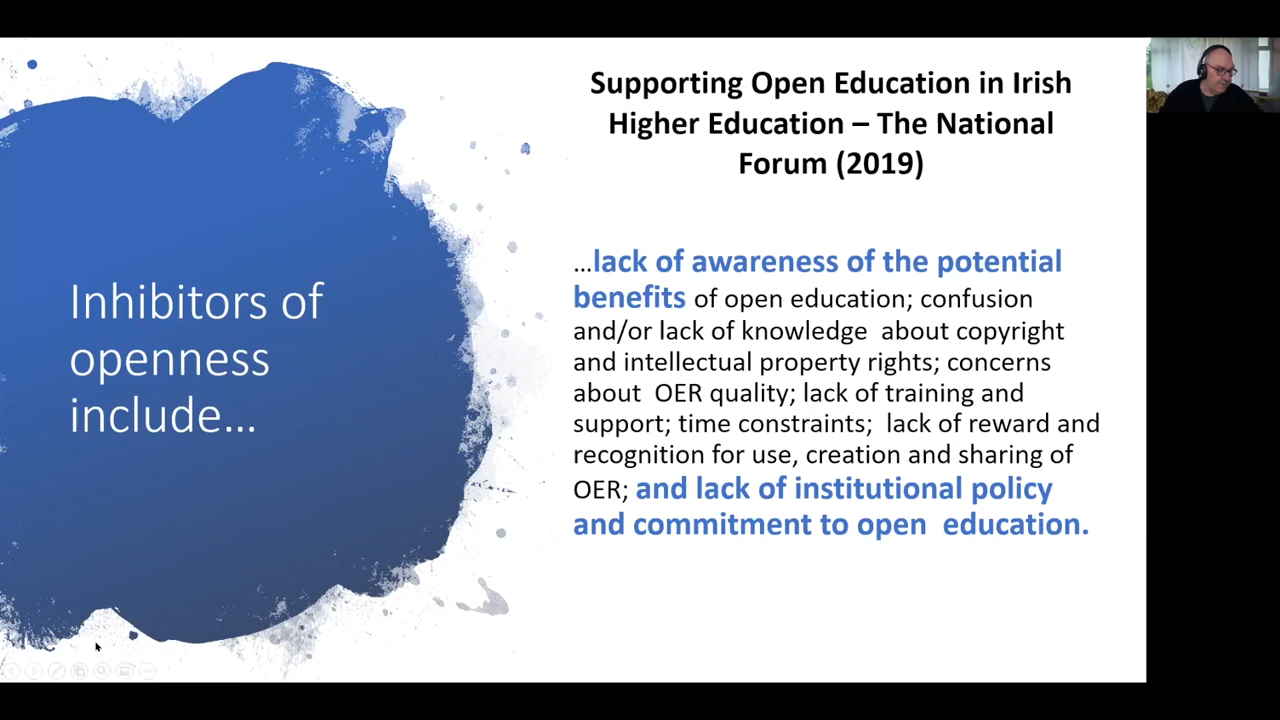 Supporting Open Education in Irish
Higher Education – The National
Forum (2019)
Inhibitors of
openness
include...
...lack of awareness of the potential
benefits of open education; confusion
and/or lack of knowledge about copyright
and intellectual property rights; concerns
about OER quality; lack of training and
support; time constraints; lack of reward and
recognition for use, creation and sharing of
OER; and lack of institutional policy
and commitment to open education.